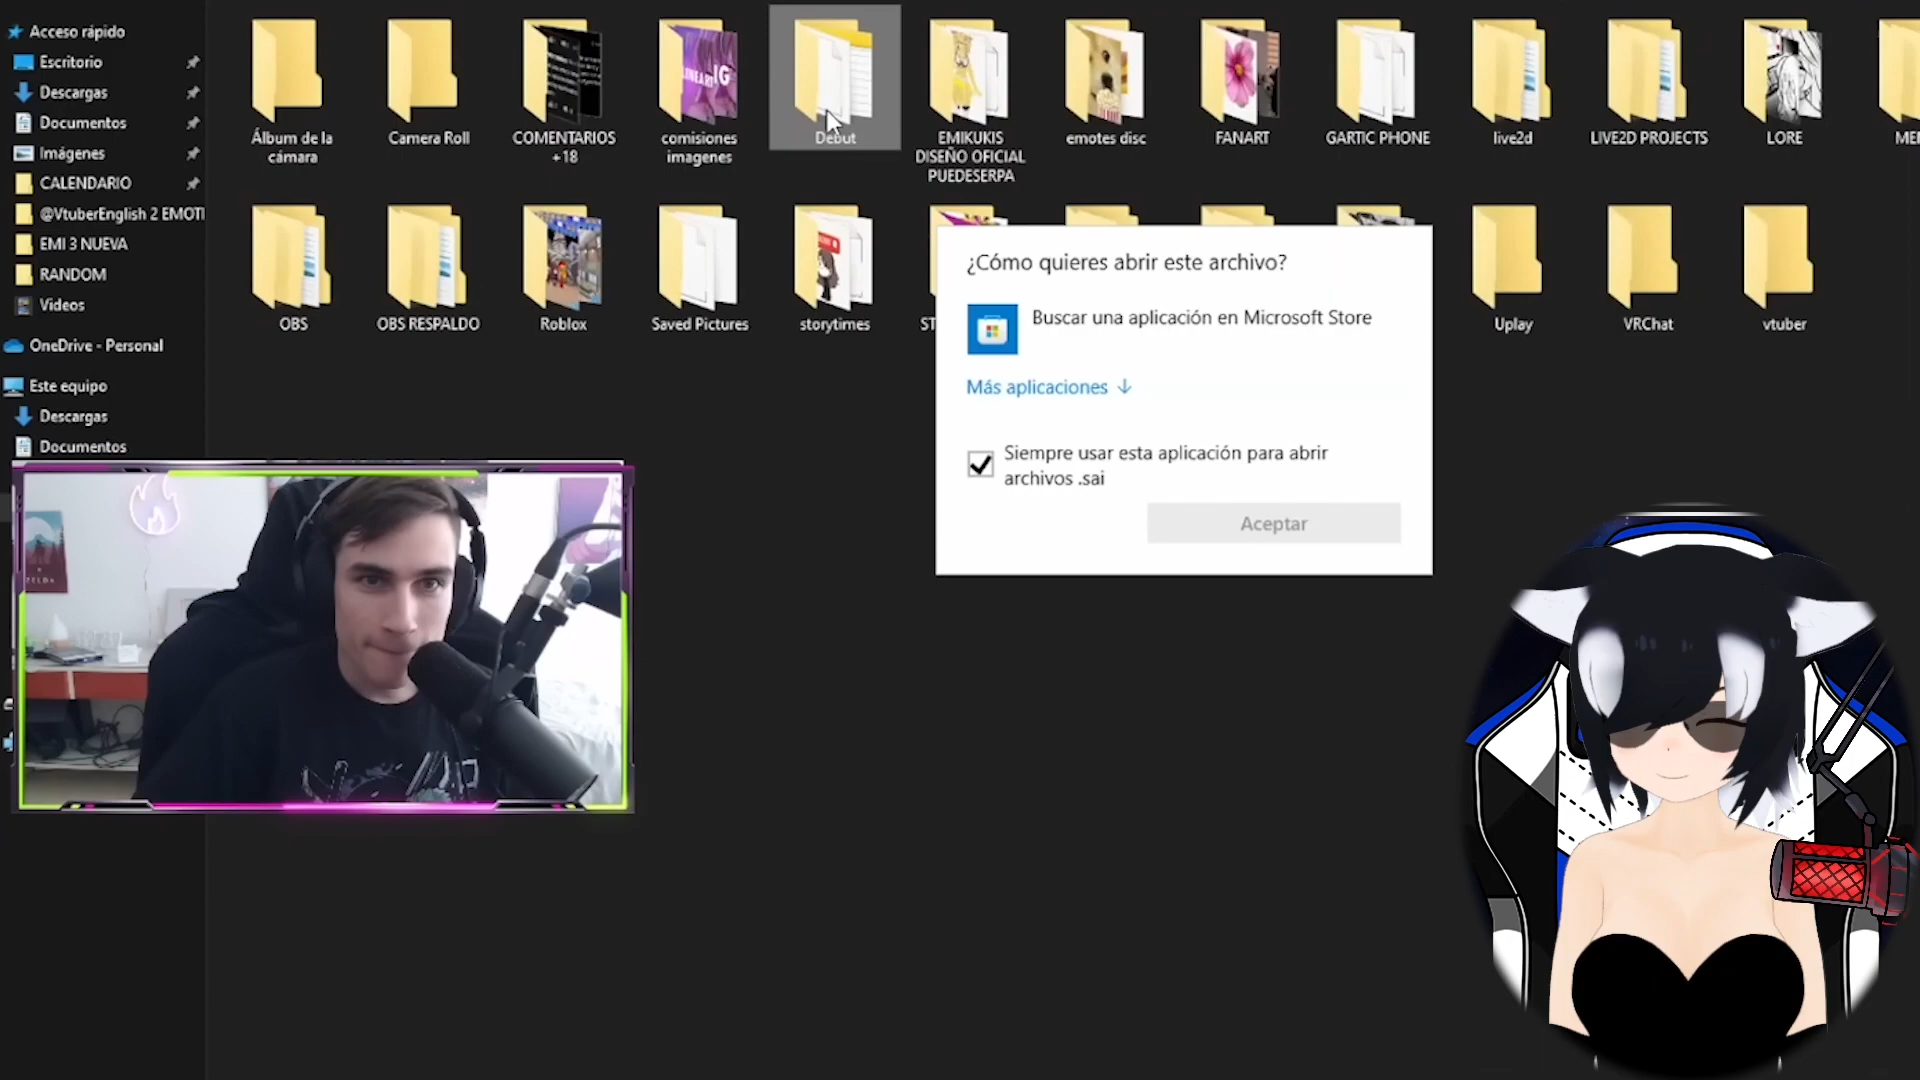 Acceso rápido
Escritorio
Descargas
Documentos
Imágenes
CALENDARIO
@VtuberEnglish 2 EMOTI
EMI 3 NUEVA
RANDOM
Videos
OneDrive - Personal
Este equipo
Descargas
Documentos
Álbum de la
cámara
Camera Roll
COMENTARIOS
+18
comisiones
imagenes
Debut
EMIKUKIS
DISEÑO OFICIAL
PUEDESERPA
emotes disc
FANART
GARTIC PHONE
live2d
LIVE2D PROJECTS
LORE
OBS
OBS RESPALDO
Roblox
Saved Pictures
storytimes
Uplay
VRChat
vtuber
¿Cómo quieres abrir este archivo?
Buscar una aplicación en Microsoft Store
Más aplicaciones
Siempre usar esta aplicación para abrir
archivos .sai
Aceptar